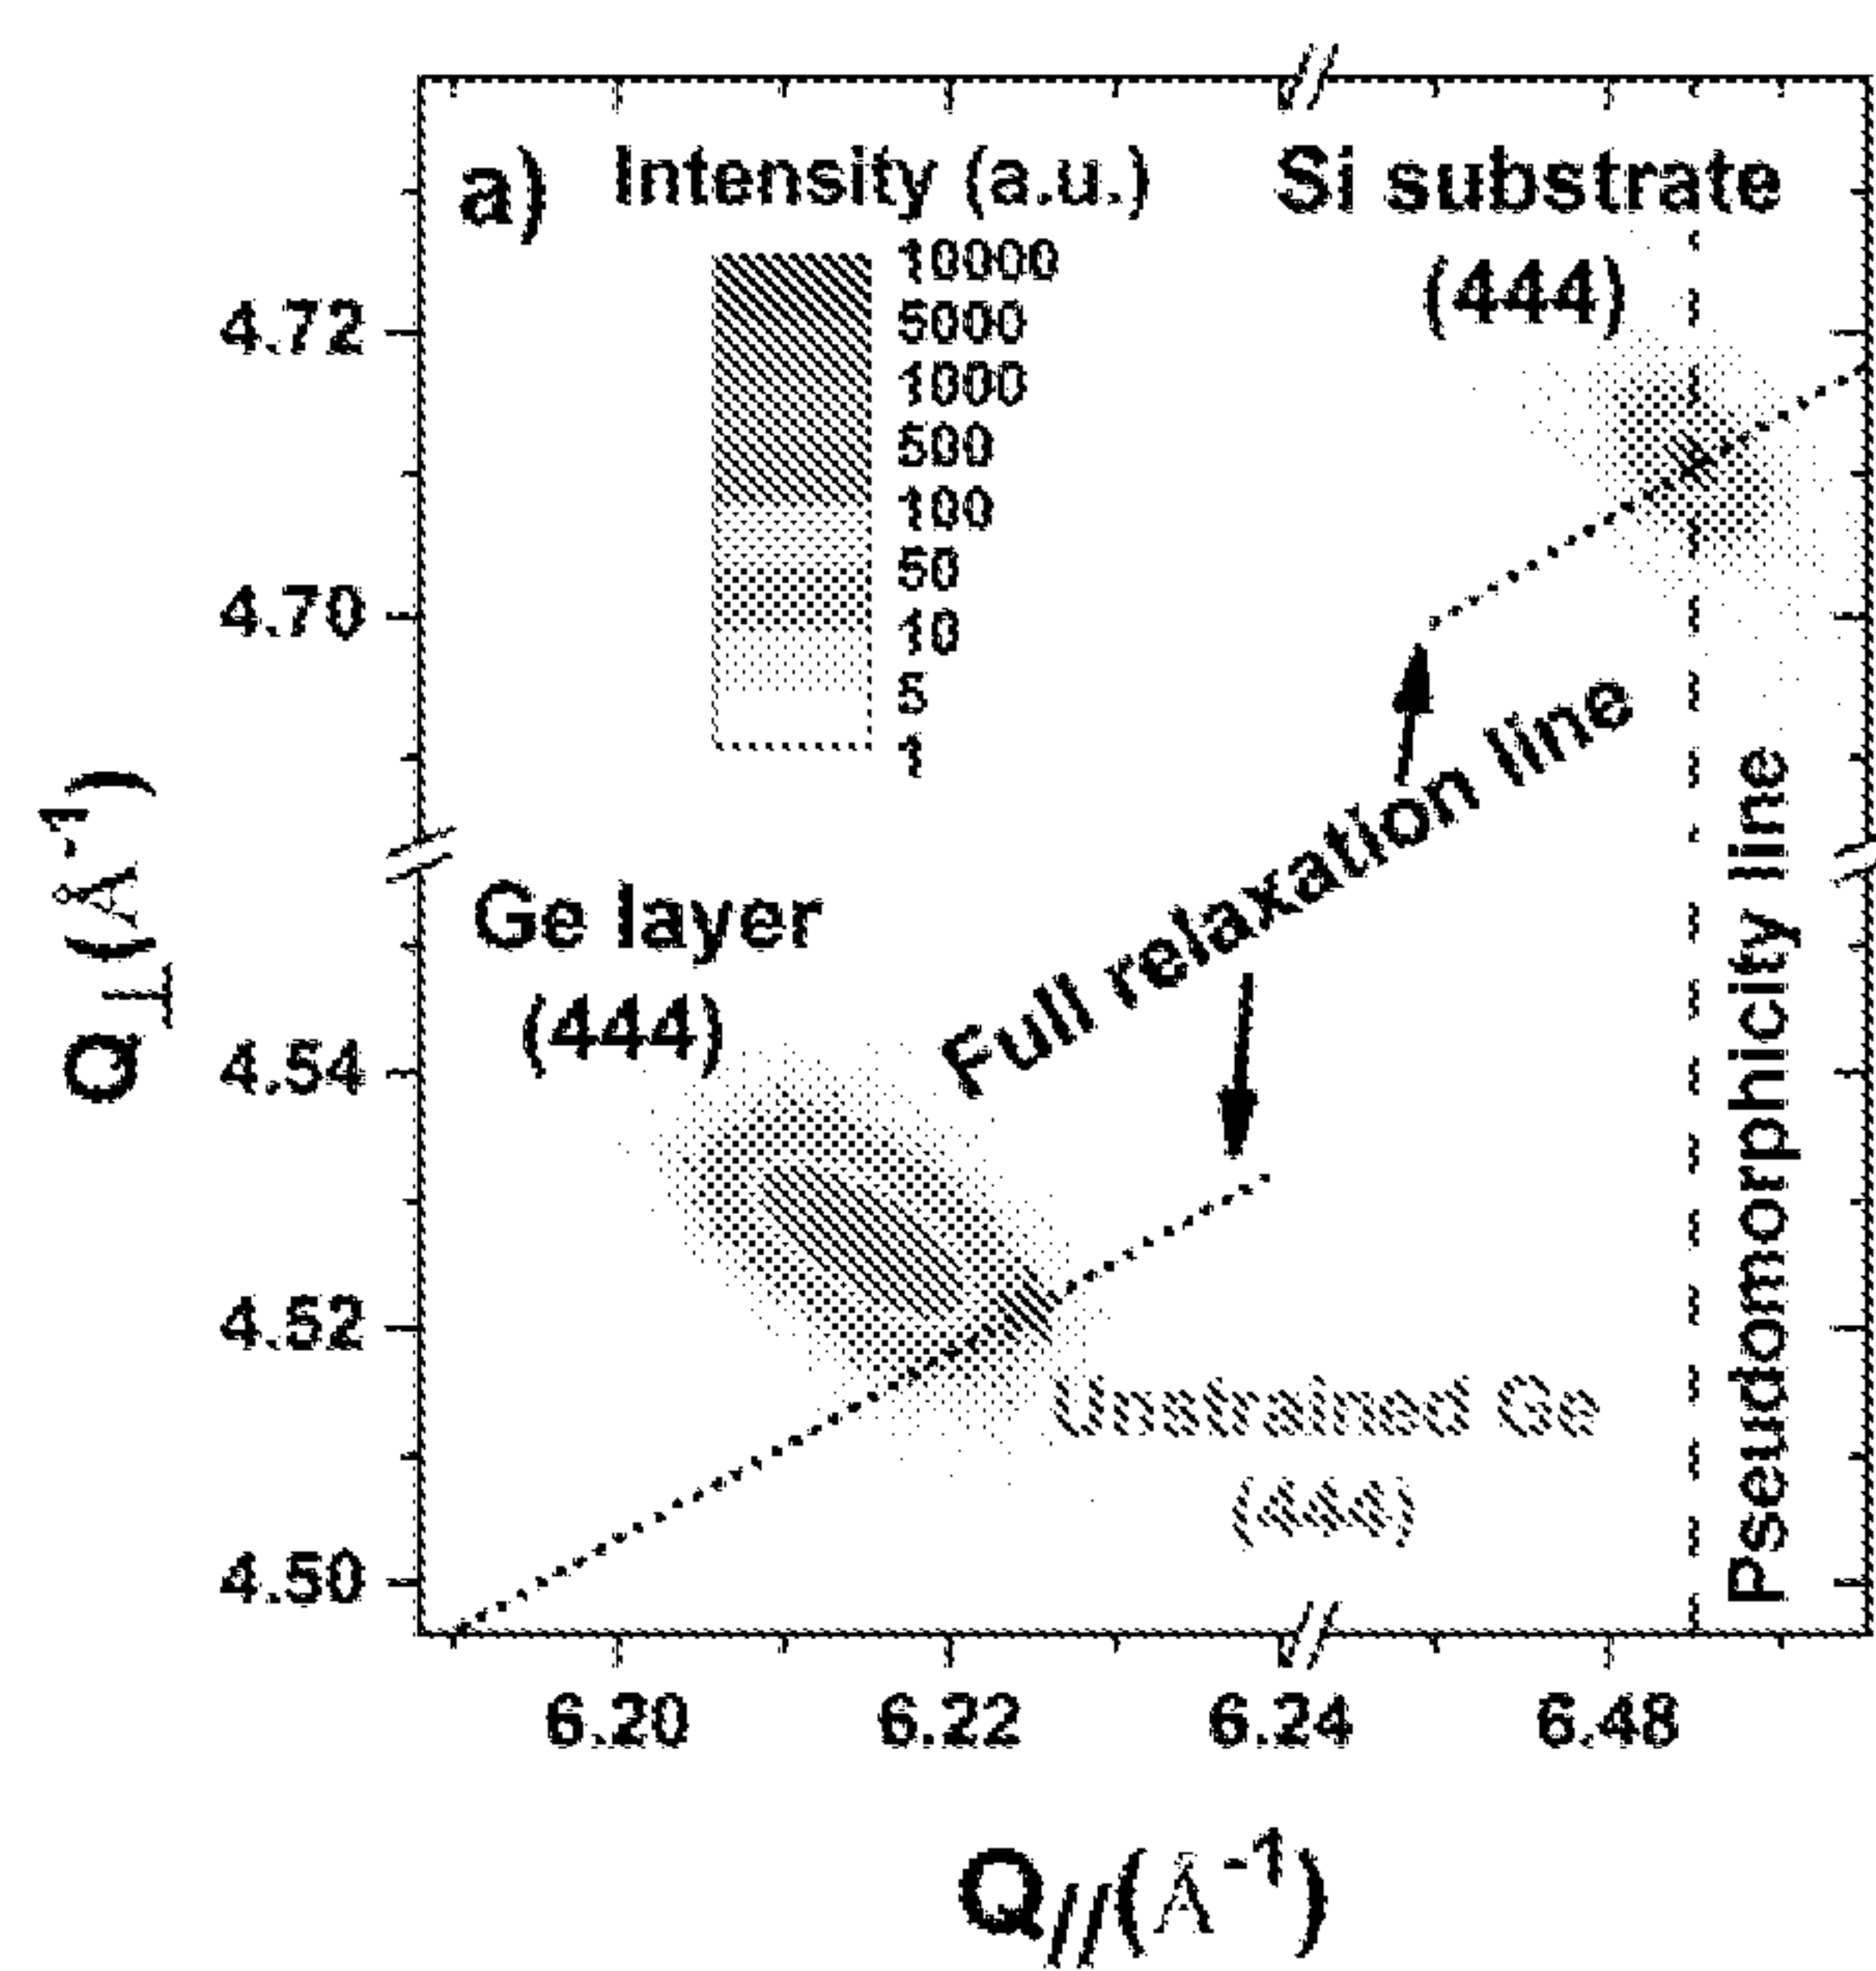 a) Intensity (a.u.)
10000
5000
1000
500
100
50
10
5
1
Si substrate
(444)
4.72
4.70
4.54
4.52
4.50
Q⊥(Å⁻¹)
Ge layer
(444)
Full relaxation line
Pseudomorphicity line
Unstrained Ge
(444)
6.20 6.22 6.24 6.48
Q//(Å⁻¹)